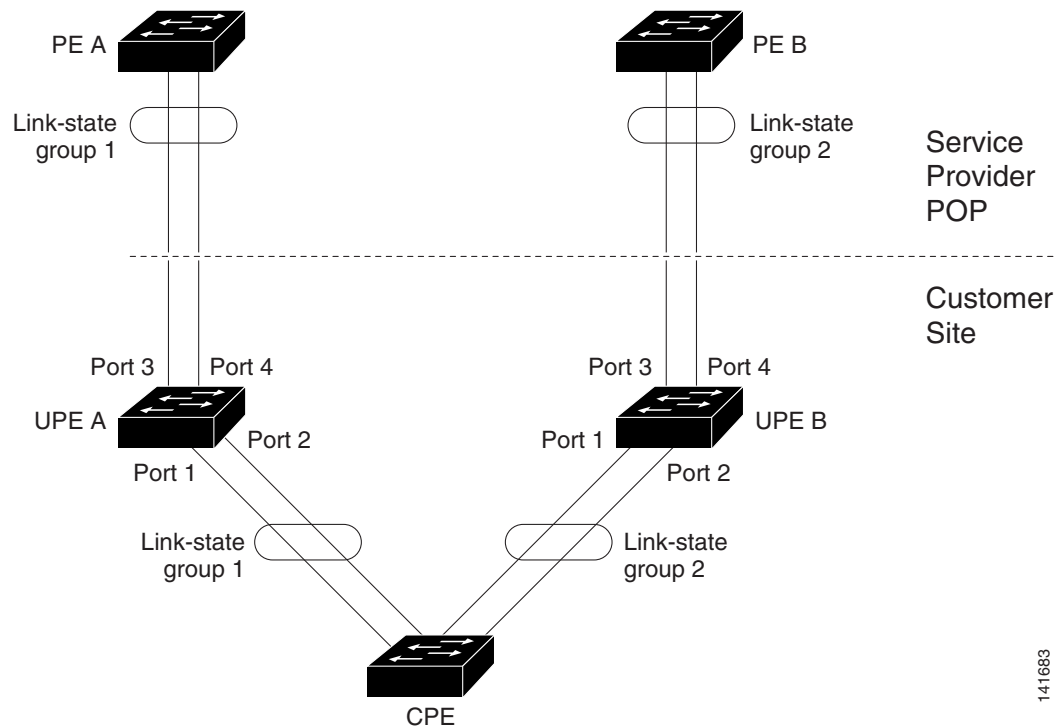 PE A
PE B
Link-state
group 1
Link-state
group 2
Service
Provider
POP
Customer
Site
Port 3
Port 4
Port 3
Port 4
UPE A
UPE B
Port 2
Port 1
Port 1
Port 2
Link-state
group 1
Link-state
group 2
CPE
141683